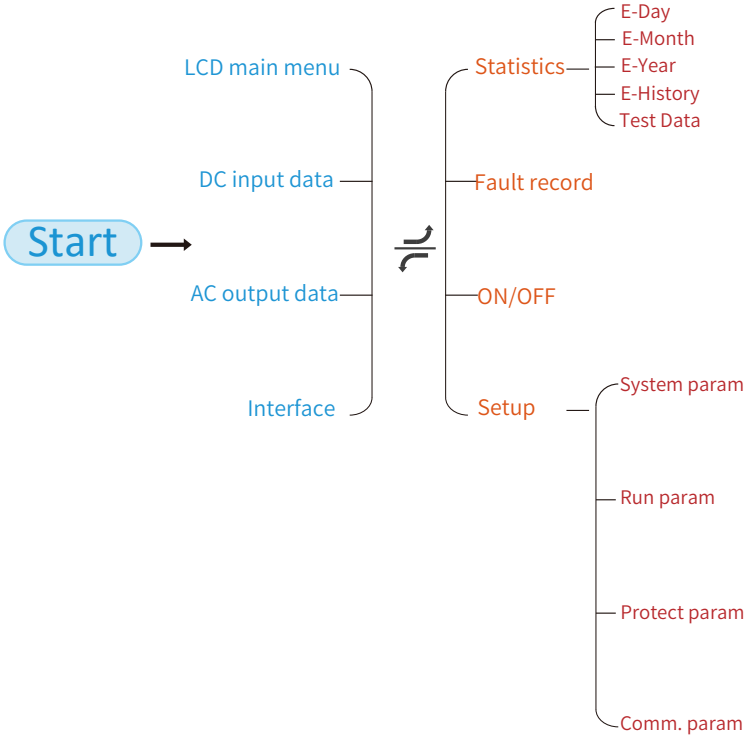 Start
LCD main menu
DC input data
AC output data
Interface
Statistics
E-Day
E-Month
E-Year
E-History
Test Data
Fault record
ON/OFF
Setup
System param
Run param
Protect param
Comm. param